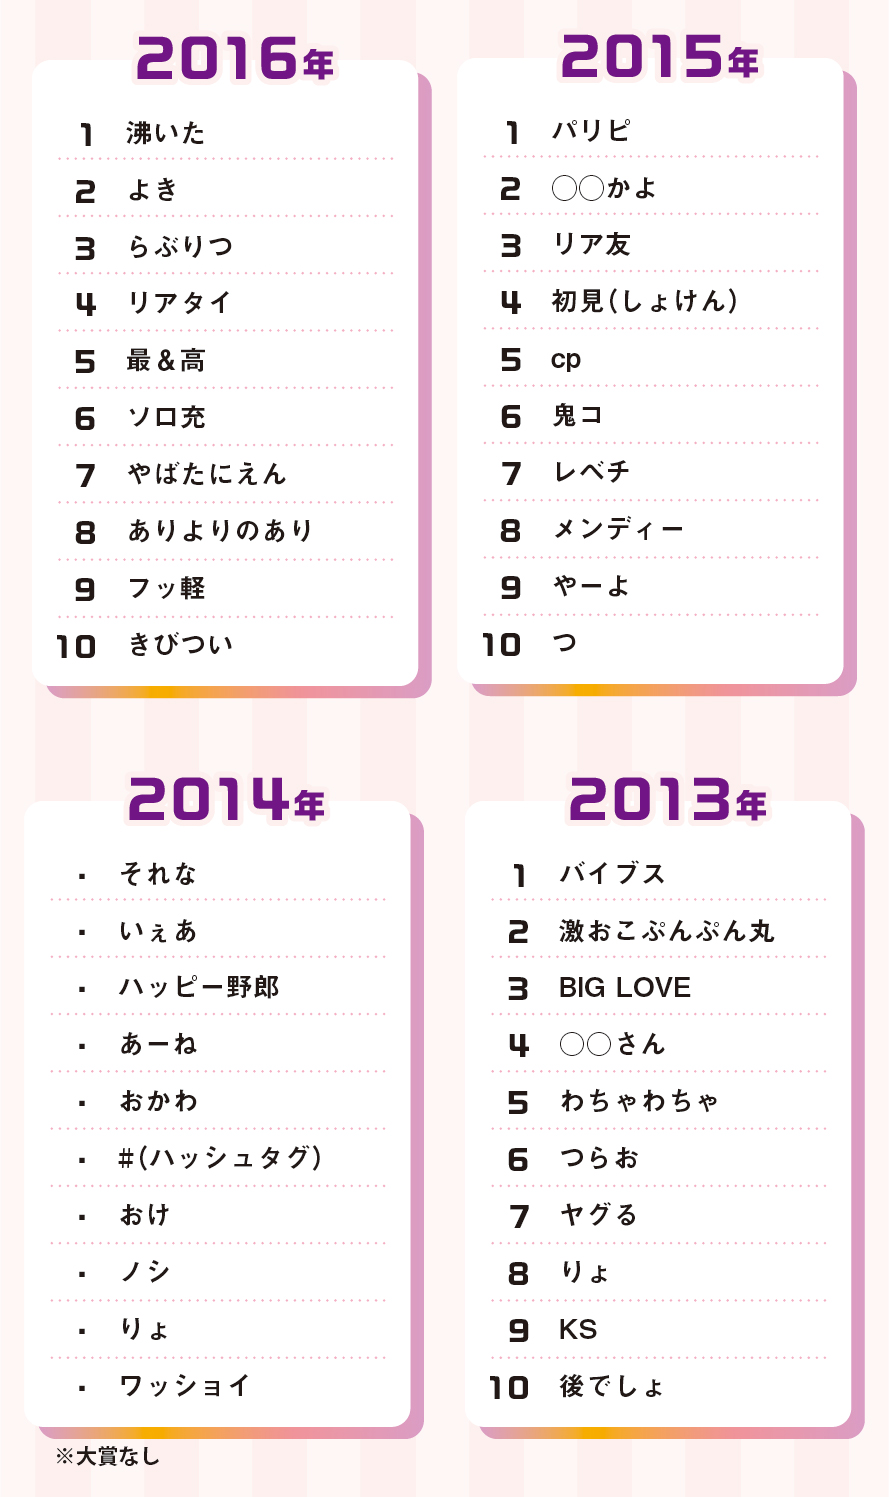 2016年
1 沸いた
2 よき
3 らぶりつ
4 リアタイ
5 最＆高
6 ソロ充
7 やばたにえん
8 ありよりのあり
9 フッ軽
10 きびつい
2015年
1 パリピ
2 ◯◯かよ
3 リア友
4 初見(しょけん)
5 cp
6 鬼コ
7 レベチ
8 メンディー
9 やーよ
10 つ
2014年
・ それな
・ いぇあ
・ ハッピー野郎
・ あーね
・ おかわ
・ #(ハッシュタグ)
・ おけ
・ ノシ
・ りょ
・ ワッショイ
※大賞なし
2013年
1 バイブス
2 激おこぷんぷん丸
3 BIG LOVE
4 ◯◯さん
5 わちゃわちゃ
6 つらお
7 ヤグる
8 りょ
9 KS
10 後でしょ